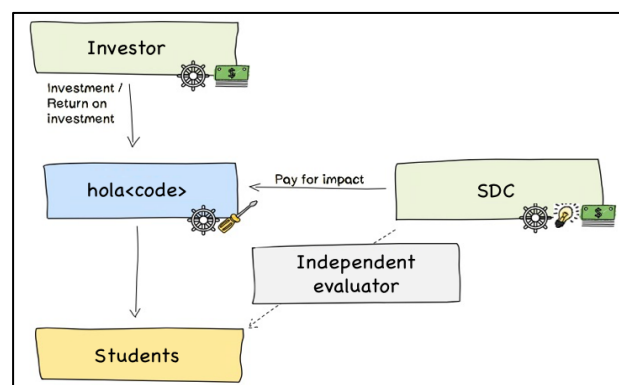 Investor
$
Investment /
Return on
investment
hola<code>
Pay for impact
SDC
$
Independent
evaluator
Students